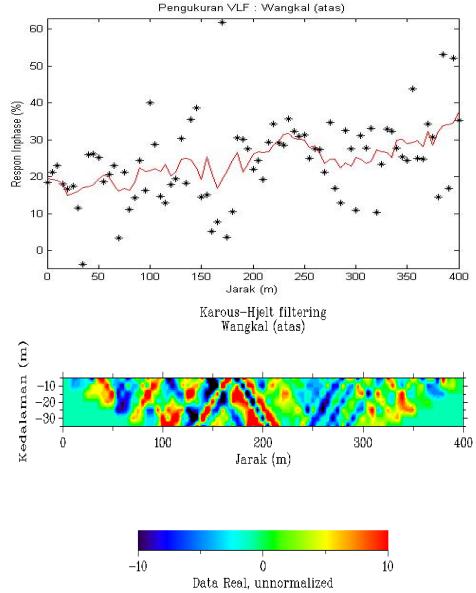 Pengukuran VLF : Wangkal (atas)
Respon Inphase (%)
60
50
40
30
20
10
0
0 50 100 150 200 250 300 350 400
Jarak (m)
Karous-Hjelt filtering
Wangkal (atas)
Kedalaman (m)
-10
-20
-30
0 100 200 300 400
Jarak (m)
-10 0 10
Data Real, unnormalized